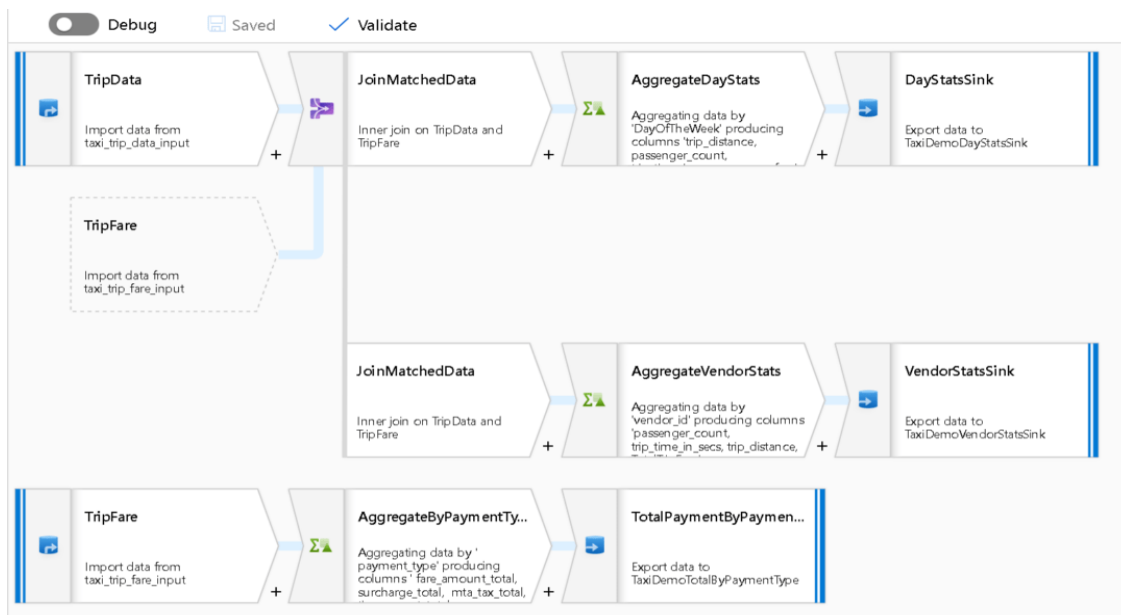 Debug
Saved
Validate
TripData
Import data from
taxi_trip_data_input
+
JoinMatchedData
Inner join on TripData and
TripFare
+
AggregateDayStats
Aggregating data by
'DayOfTheWeek' producing
columns 'trip_distance,
passenger_count,
+
DayStatsSink
Export data to
TaxiDemoDayStatsSink
TripFare
Import data from
taxi_trip_fare_input
JoinMatchedData
Inner join on TripData and
TripFare
+
AggregateVendorStats
Aggregating data by
'vendor_id' producing columns
'passenger_count,
trip_time_in_secs, trip_distance,
+
VendorStatsSink
Export data to
TaxiDemoVendorStatsSink
TripFare
Import data from
taxi_trip_fare_input
+
AggregateByPaymentTy...
Aggregating data by '
payment_type' producing
columns ' fare_amount_total,
surcharge_total, mta_tax_total,
+
TotalPaymentByPaymen...
Export data to
TaxiDemoTotalByPaymentType